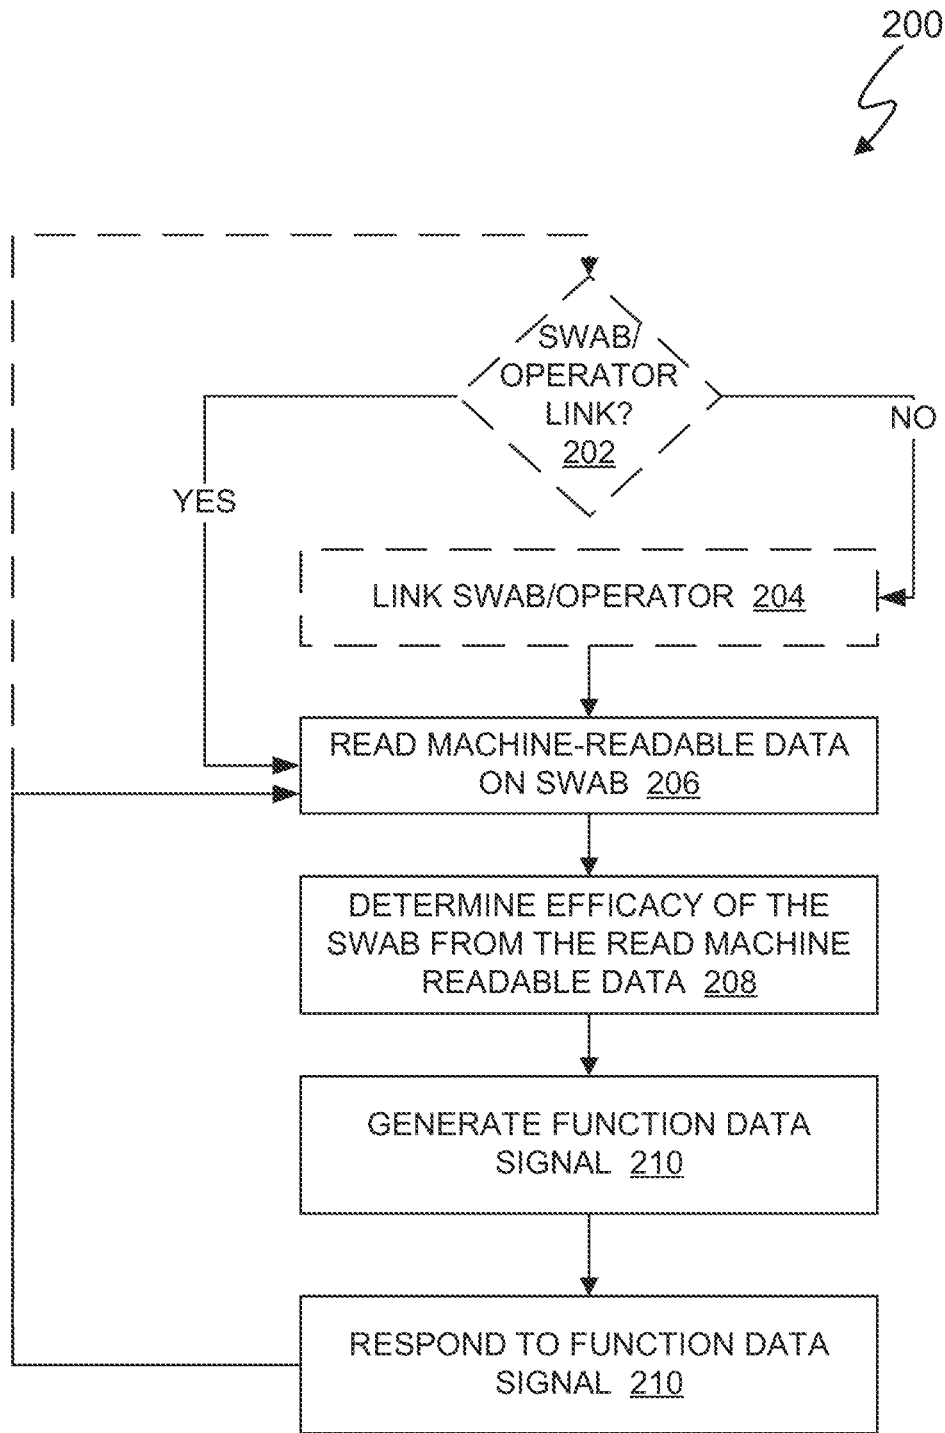 200
SWAB/
OPERATOR
LINK?
202
NO
YES
LINK SWAB/OPERATOR 204
READ MACHINE-READABLE DATA
ON SWAB 206
DETERMINE EFFICACY OF THE
SWAB FROM THE READ MACHINE
READABLE DATA 208
GENERATE FUNCTION DATA
SIGNAL 210
RESPOND TO FUNCTION DATA
SIGNAL 210